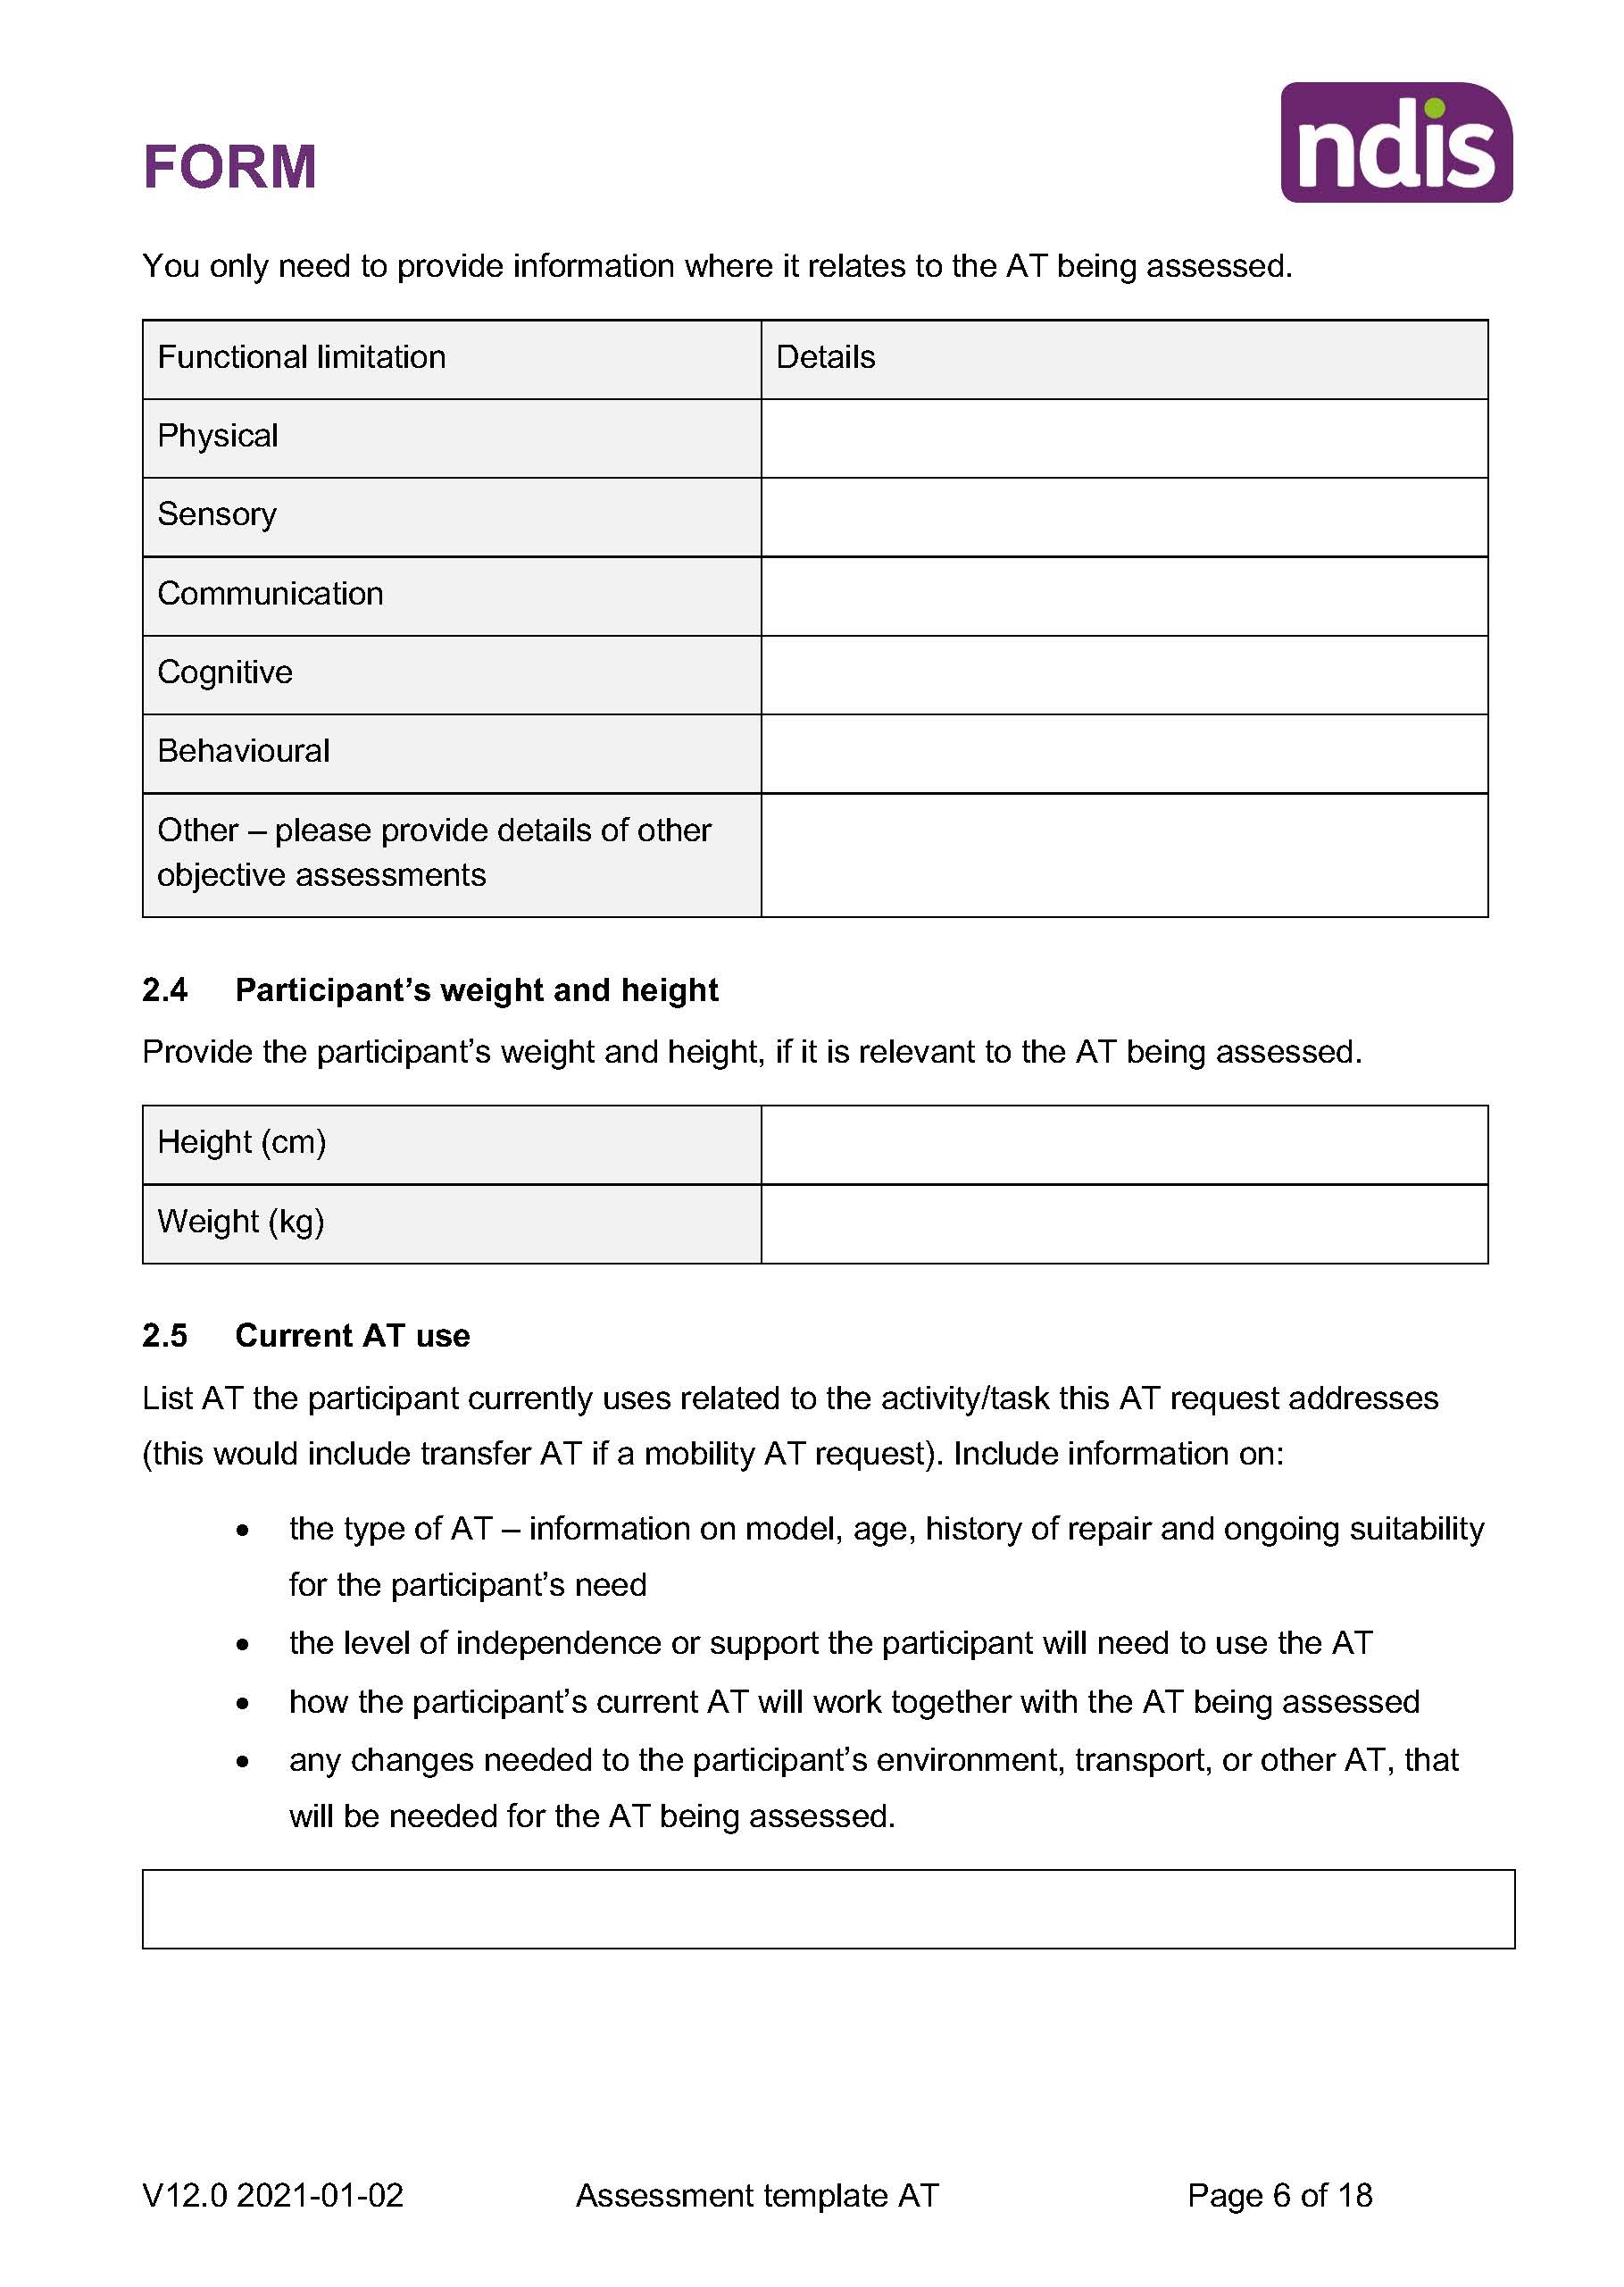 FORM
ndis
You only need to provide information where it relates to the AT being assessed.
Functional limitation Details
Physical
Sensory
Communication
Cognitive
Behavioural
Other – please provide details of other
objective assessments
2.4 Participant’s weight and height
Provide the participant’s weight and height, if it is relevant to the AT being assessed.
Height (cm)
Weight (kg)
2.5 Current AT use
List AT the participant currently uses related to the activity/task this AT request addresses
(this would include transfer AT if a mobility AT request). Include information on:
• the type of AT – information on model, age, history of repair and ongoing suitability
for the participant’s need
• the level of independence or support the participant will need to use the AT
• how the participant’s current AT will work together with the AT being assessed
• any changes needed to the participant’s environment, transport, or other AT, that
will be needed for the AT being assessed.
V12.0 2021-01-02 Assessment template AT Page 6 of 18